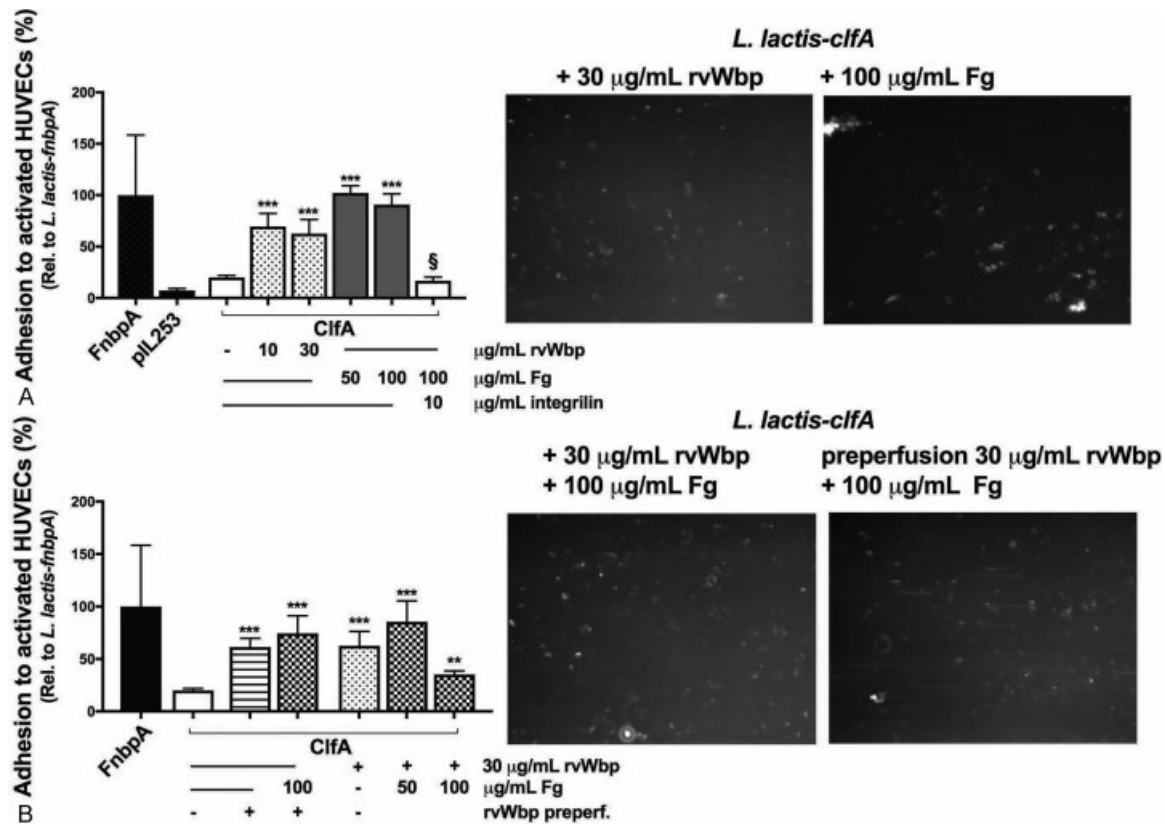 A Adhesion to activated HUVECs (%)
(Rel. to L. lactis-fnbpA)
200
150
100
50
0
***
***
***
***
§
FnbpA
pIL253
ClfA
- 10 30 μg/mL rvWbp
50 100 100 μg/mL Fg
10 μg/mL integrilin
L. lactis-clfA
+ 30 μg/mL rvWbp
+ 100 μg/mL Fg
B Adhesion to activated HUVECs (%)
(Rel. to L. lactis-fnbpA)
200
150
100
50
0
***
***
***
***
**
FnbpA
ClfA
+ + + 30 μg/mL rvWbp
100 - 50 100 μg/mL Fg
- + + - rvWbp preperf.
L. lactis-clfA
+ 30 μg/mL rvWbp
+ 100 μg/mL Fg
preperfusion 30 μg/mL rvWbp
+ 100 μg/mL Fg